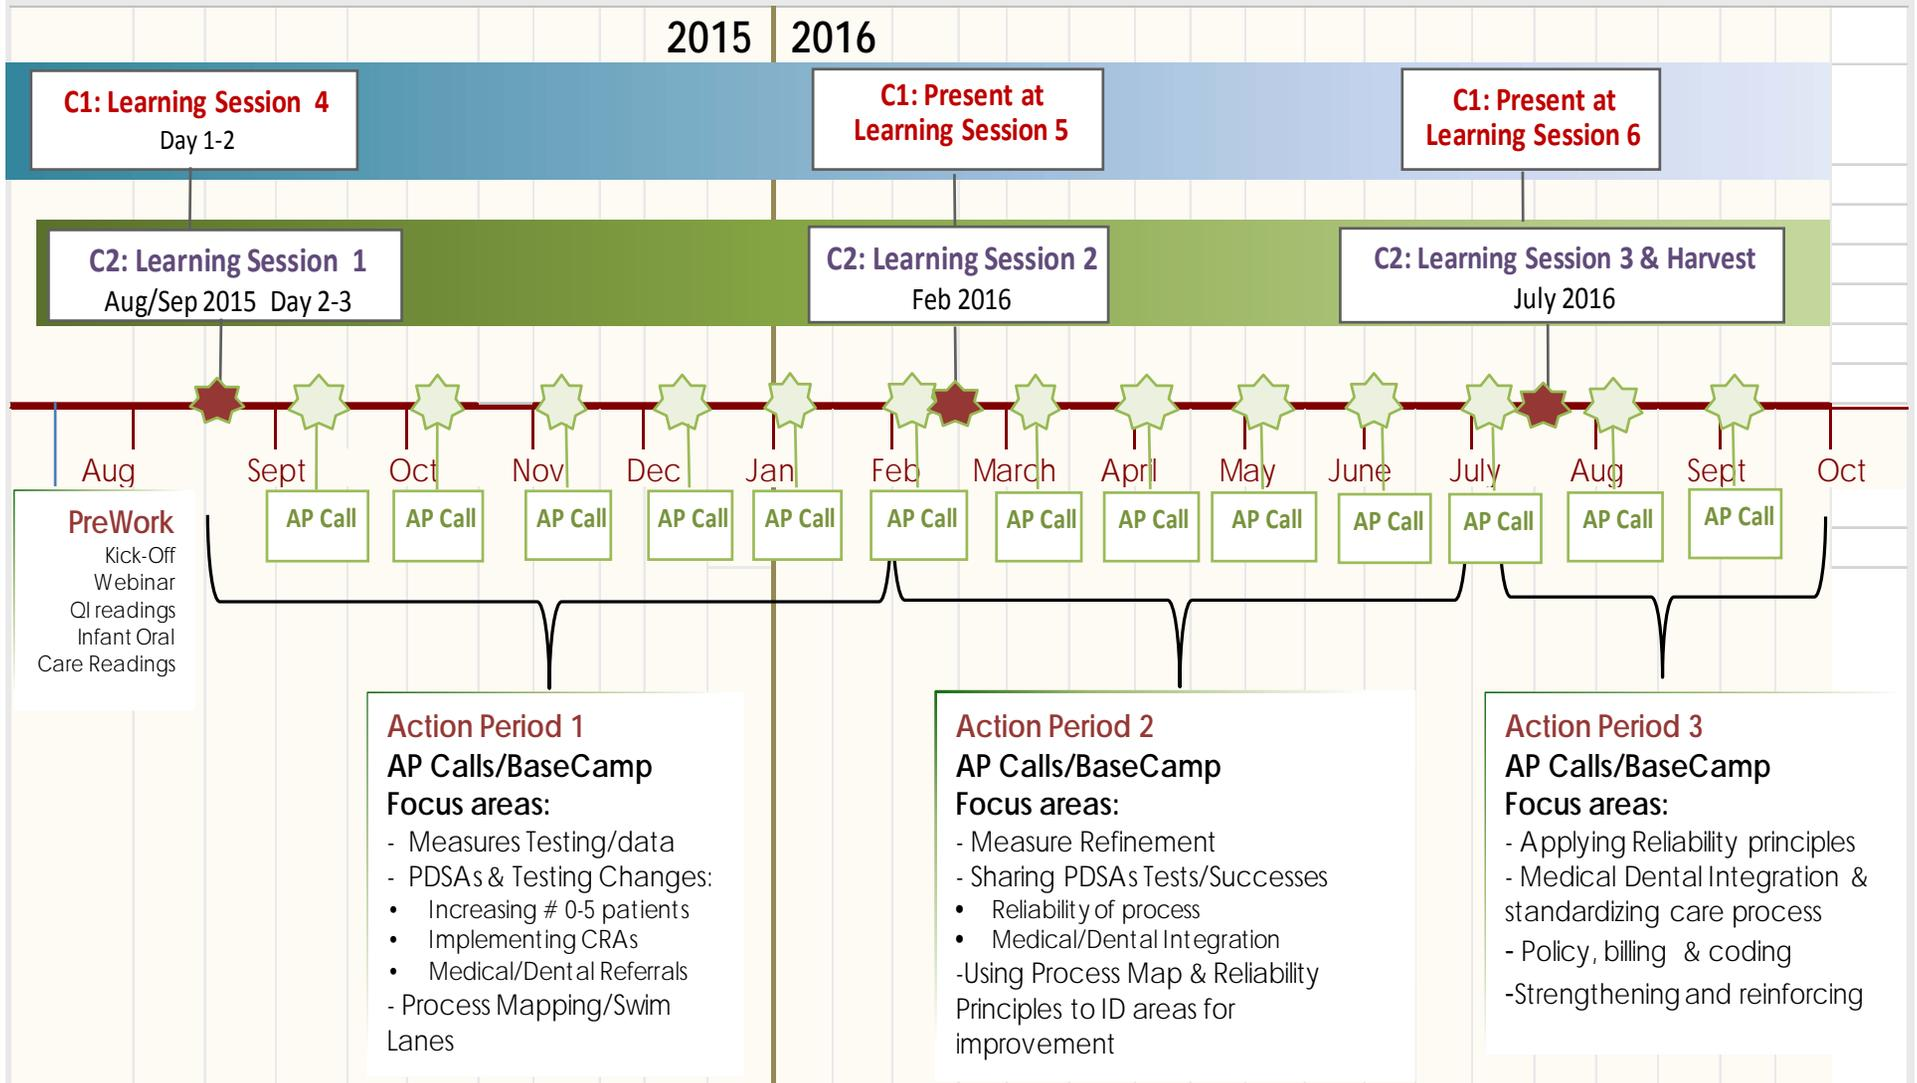 2015 2016
C1: Learning Session 4
Day 1-2
C1: Present at
Learning Session 5
C1: Present at
Learning Session 6
C2: Learning Session 1
Aug/Sep 2015 Day 2-3
C2: Learning Session 2
Feb 2016
C2: Learning Session 3 & Harvest
July 2016
Aug Sept Oct Nov Dec Jan Feb March April May June July Aug Sept Oct
AP Call AP Call AP Call AP Call AP Call AP Call AP Call AP Call AP Call AP Call AP Call AP Call AP Call
PreWork
Kick-Off
Webinar
QI readings
Infant Oral
Care Readings
Action Period 1
AP Calls/BaseCamp
Focus areas:
- Measures Testing/data
- PDSAs & Testing Changes:
• Increasing # 0-5 patients
• Implementing CRAs
• Medical/Dental Referrals
- Process Mapping/Swim
Lanes
Action Period 2
AP Calls/BaseCamp
Focus areas:
- Measure Refinement
- Sharing PDSAs Tests/Successes
• Reliability of process
• Medical/Dental Integration
-Using Process Map & Reliability
Principles to ID areas for
improvement
Action Period 3
AP Calls/BaseCamp
Focus areas:
- Applying Reliability principles
- Medical Dental Integration &
standardizing care process
- Policy, billing & coding
-Strengthening and reinforcing